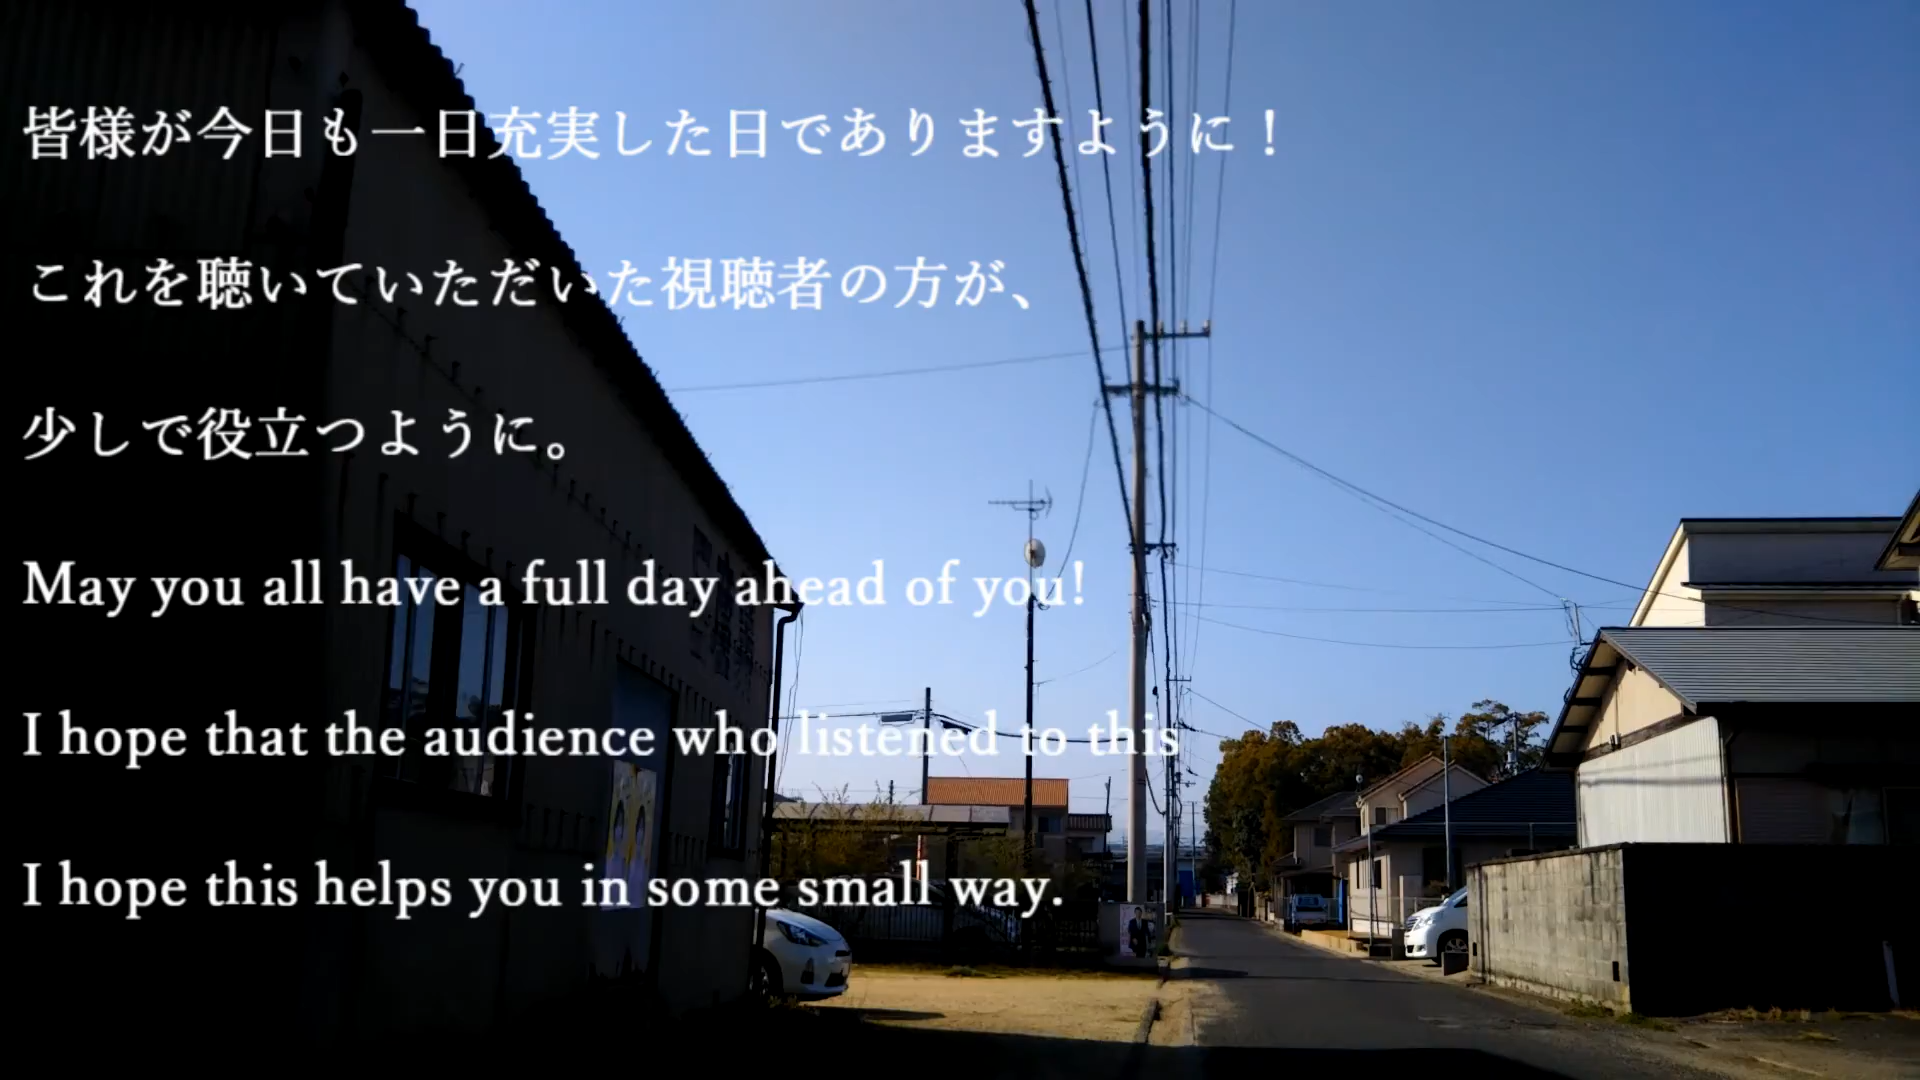 皆様が今日も一日充実した日でありますように！
これを聴いていただいた視聴者の方が、
少しで役立つように。
May you all have a full day ahead of you!
I hope that the audience who listened to this
I hope this helps you in some small way.